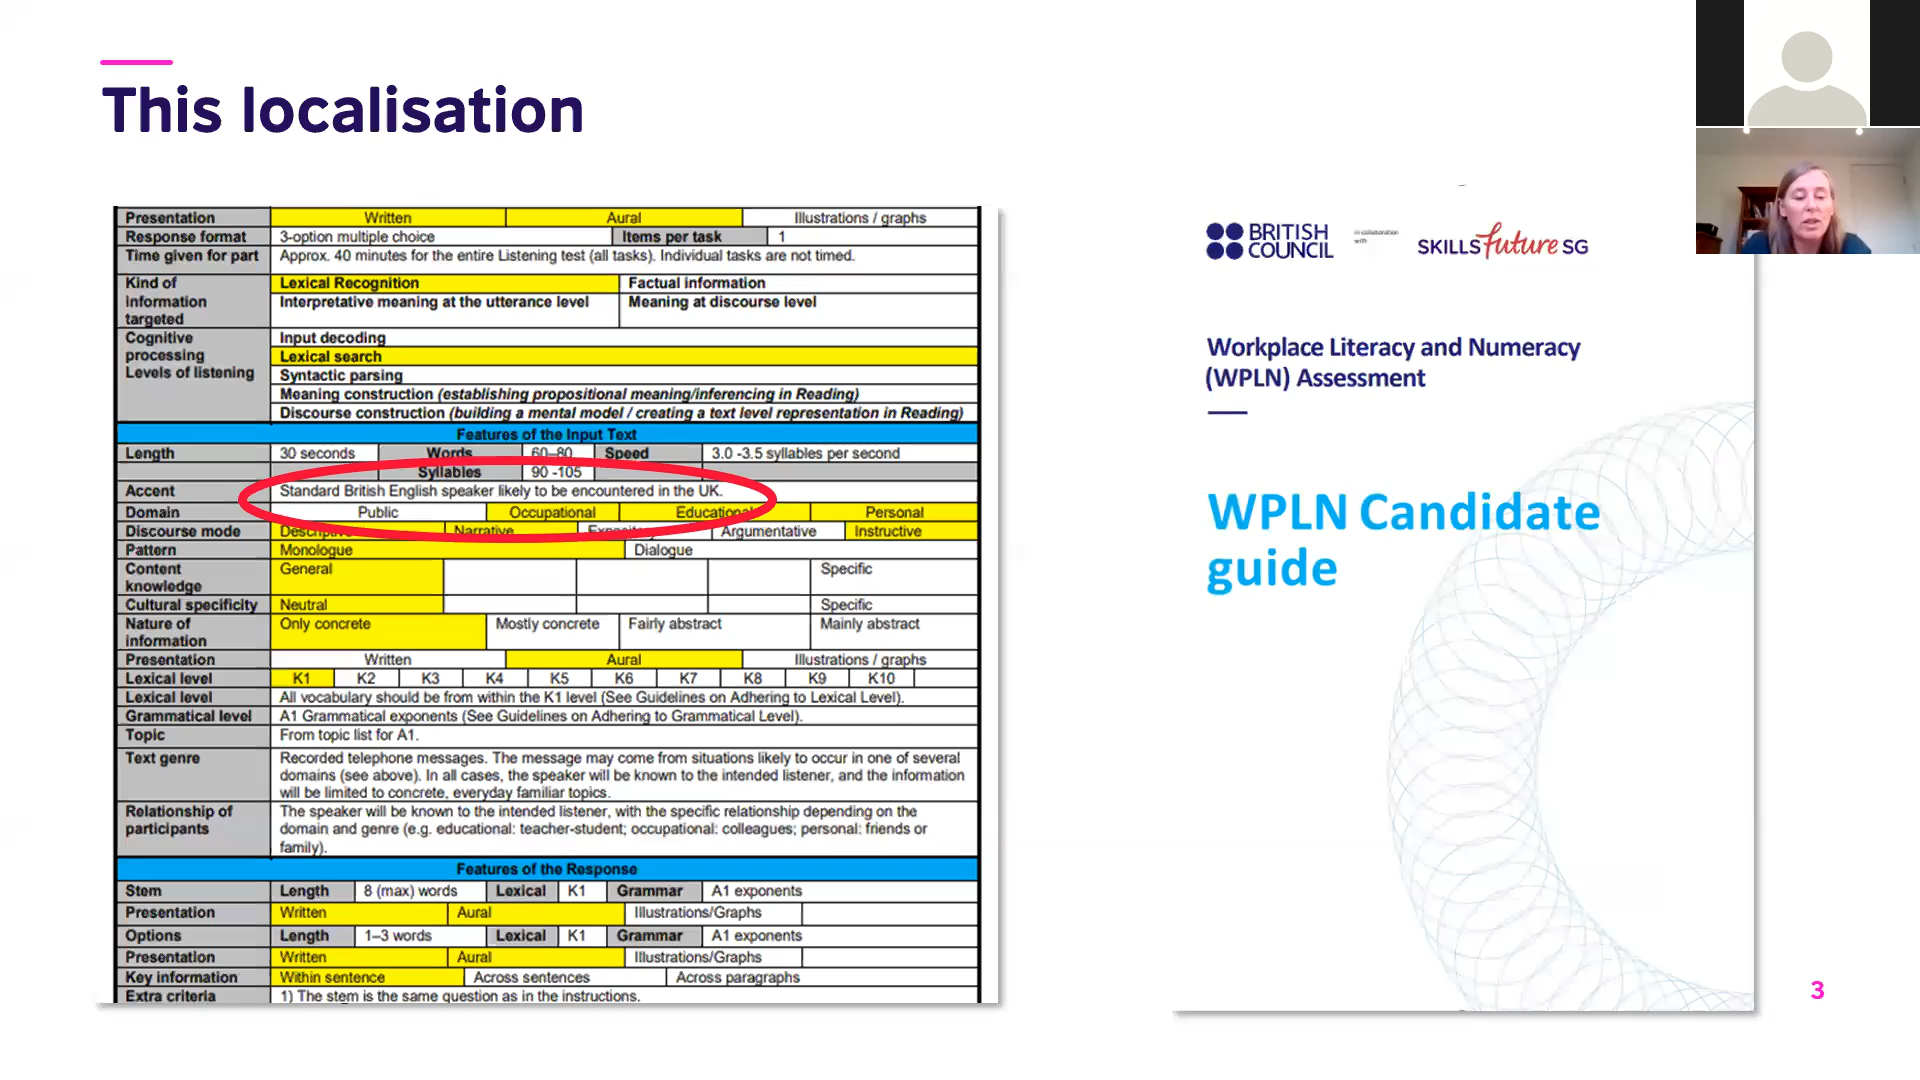 This localisation
Presentation Written Aural Illustrations / graphs
Response format 3-option multiple choice Items per task 1
Time given for part Approx. 40 minutes for the entire Listening test (all tasks). Individual tasks are not timed.
Kind of information targeted Lexical Recognition Factual information
Interpretative meaning at the utterance level Meaning at discourse level
Cognitive processing Levels of listening Input decoding
Lexical search
Syntactic parsing
Meaning construction (establishing propositional meaning/inferencing in Reading)
Discourse construction (building a mental model / creating a text level representation in Reading)
Features of the Input Text
Length 30 seconds Words 60–80 Speed 3.0 -3.5 syllables per second
Syllables 90 -105
Accent Standard British English speaker likely to be encountered in the UK.
Domain Public Occupational Educational Personal
Discourse mode Descriptive Narrative Expository Argumentative Instructive
Pattern Monologue Dialogue
Content knowledge General Specific
Cultural specificity Neutral Specific
Nature of information Only concrete Mostly concrete Fairly abstract Mainly abstract
Presentation Written Aural Illustrations / graphs
Lexical level K1 K2 K3 K4 K5 K6 K7 K8 K9 K10
Lexical level All vocabulary should be from within the K1 level (See Guidelines on Adhering to Lexical Level).
Grammatical level A1 Grammatical exponents (See Guidelines on Adhering to Grammatical Level).
Topic From topic list for A1.
Text genre Recorded telephone messages. The message may come from situations likely to occur in one of several
domains (see above). In all cases, the speaker will be known to the intended listener, and the information
will be limited to concrete, everyday familiar topics.
Relationship of participants The speaker will be known to the intended listener, with the specific relationship depending on the
domain and genre (e.g. educational: teacher-student; occupational: colleagues; personal: friends or
family).
Features of the Response
Stem Length 8 (max) words Lexical K1 Grammar A1 exponents
Presentation Written Aural Illustrations/Graphs
Options Length 1–3 words Lexical K1 Grammar A1 exponents
Presentation Written Aural Illustrations/Graphs
Key information Within sentence Across sentences Across paragraphs
Extra criteria 1) The stem is the same question as in the instructions.
BRITISH
COUNCIL
in collaboration
with
SKILLSfuture SG
Workplace Literacy and Numeracy
(WPLN) Assessment
WPLN Candidate
guide
3